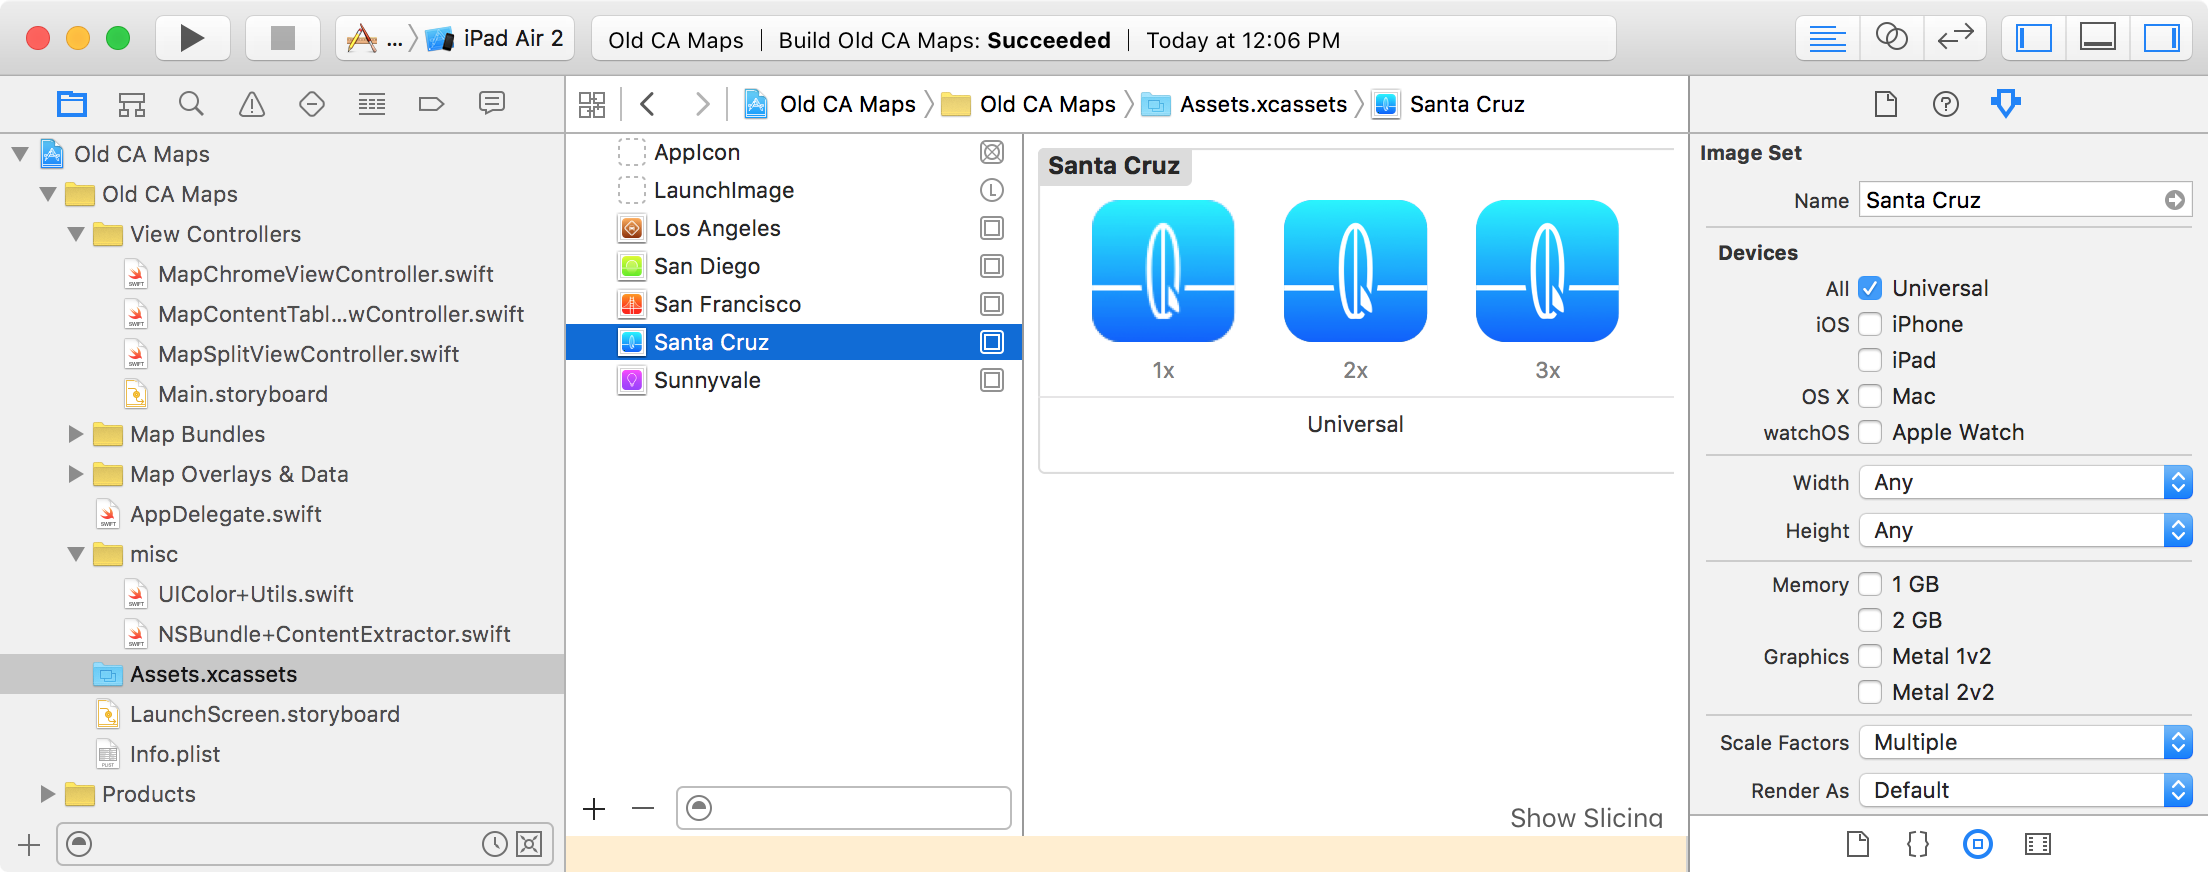 ... iPad Air 2
Old CA Maps | Build Old CA Maps: Succeeded | Today at 12:06 PM
Old CA Maps
Old CA Maps
View Controllers
MapChromeViewController.swift
MapContentTabl...wController.swift
MapSplitViewController.swift
Main.storyboard
Map Bundles
Map Overlays & Data
AppDelegate.swift
misc
UIColor+Utils.swift
NSBundle+ContentExtractor.swift
Assets.xcassets
LaunchScreen.storyboard
Info.plist
Products
Old CA Maps Old CA Maps Assets.xcassets Santa Cruz
AppIcon
LaunchImage
L
Los Angeles
San Diego
San Francisco
Santa Cruz
Sunnyvale
Santa Cruz
1x 2x 3x
Universal
Show Slicing
Image Set
Name Santa Cruz
Devices
All Universal
iOS iPhone
iPad
OS X Mac
watchOS Apple Watch
Width Any
Height Any
Memory 1 GB
2 GB
Graphics Metal 1v2
Metal 2v2
Scale Factors Multiple
Render As Default